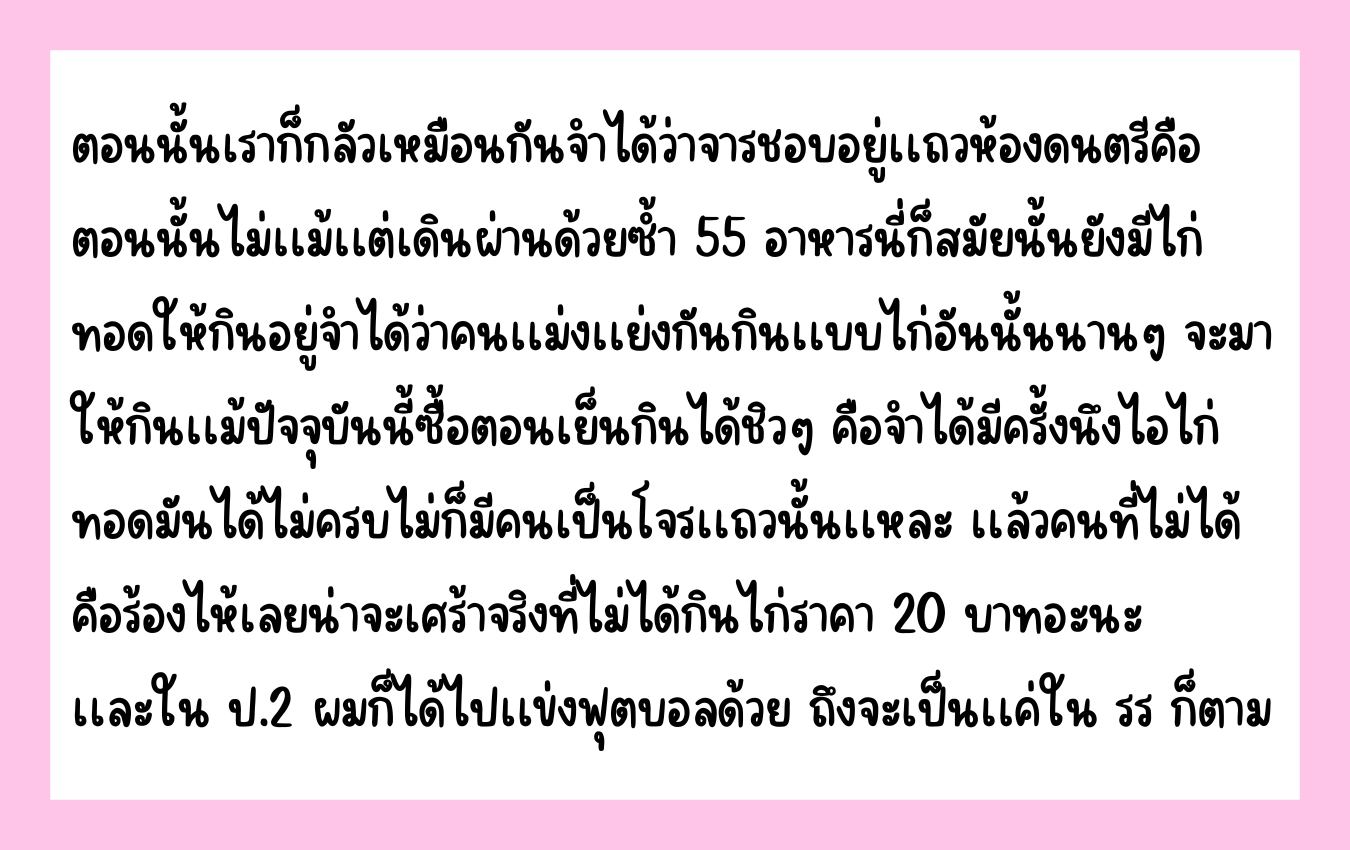 ตอนนั้นเราก็กลัวเหมือนกันจำได้ว่าจารชอบอยู่แถวห้องดนตรีคือ
ตอนนั้นไม่แม้แต่เดินผ่านด้วยซ้ำ 55 อาหารนี่ก็สมัยนั้นยังมีไก่
ทอดให้กินอยู่จำได้ว่าคนแม่งแย่งกันกินแบบไก่อันนั้นนานๆ จะมา
ให้กินแม้ปัจจุบันนี้ซื้อตอนเย็นกินได้ชิวๆ คือจำได้มีครั้งนึงไอไก่
ทอดมันได้ไม่ครบไม่ก็มีคนเป็นโจรแถวนั้นแหละ แล้วคนที่ไม่ได้
คือร้องไห้เลยน่าจะเศร้าจริงที่ไม่ได้กินไก่ราคา 20 บาทอะนะ
และใน ป.2 ผมก็ได้ไปแข่งฟุตบอลด้วย ถึงจะเป็นแค่ใน รร ก็ตาม